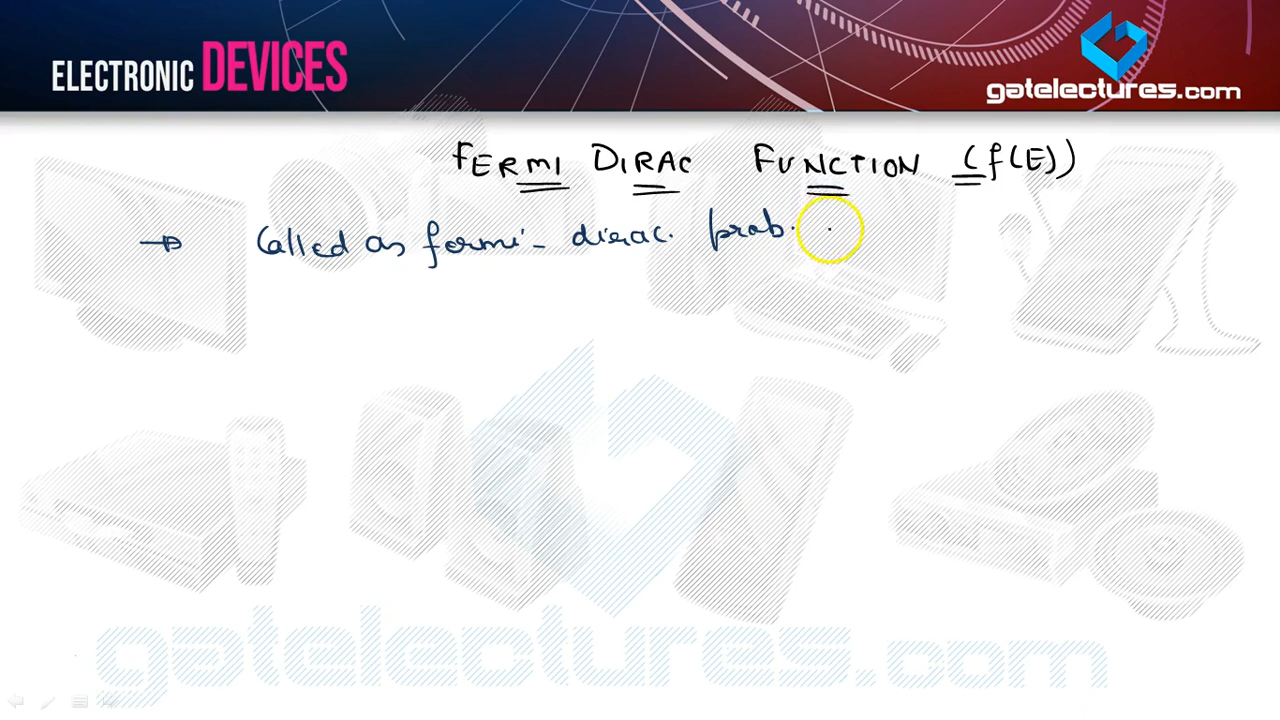 ELECTRONIC DEVICES
gatelectures.com
FERMI DIRAC FUNCTION (f(E))
→ Called as fermi - dirac. prob.
gatelectures.com